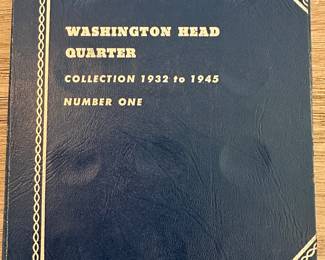 WASHINGTON HEAD
QUARTER
COLLECTION 1932 to 1945
NUMBER ONE